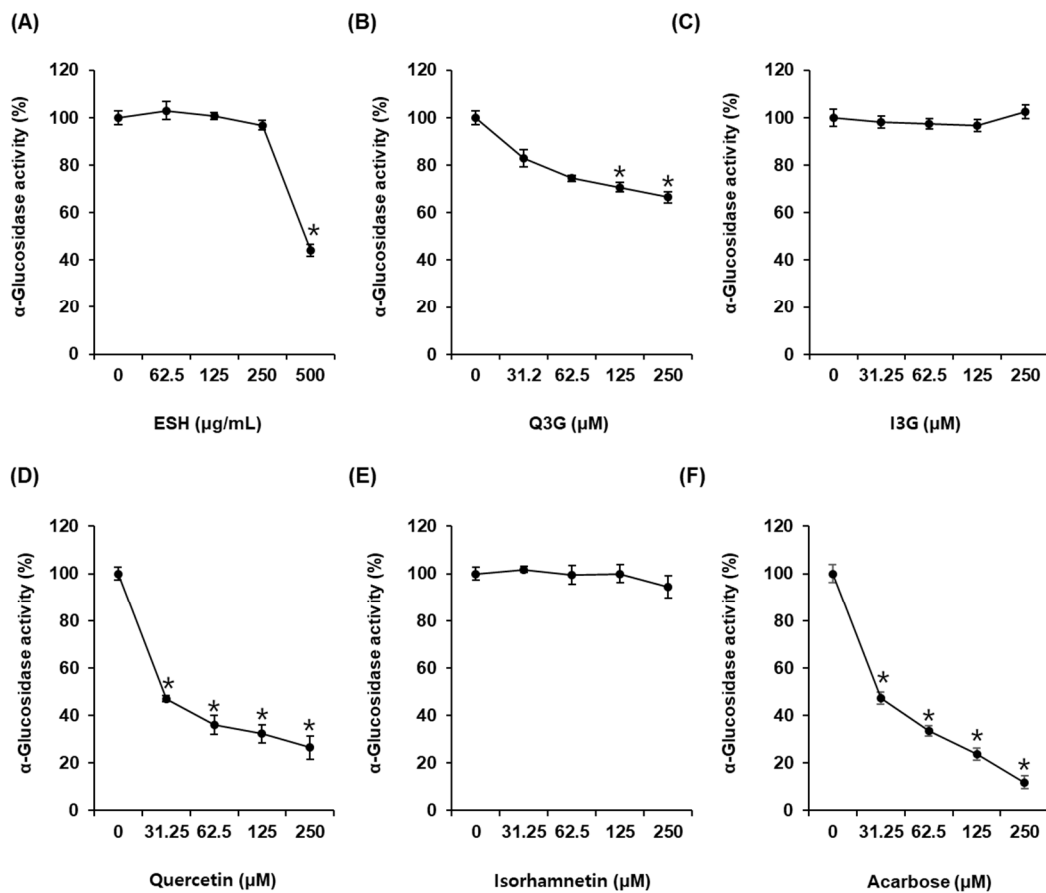 (A)
α-Glucosidase activity (%)
120
100
80
60
40
20
0
*
0 62.5 125 250 500
ESH (µg/mL)
(B)
α-Glucosidase activity (%)
120
100
80
60
40
20
0
* *
0 31.2 62.5 125 250
Q3G (µM)
(C)
α-Glucosidase activity (%)
120
100
80
60
40
20
0
0 31.25 62.5 125 250
I3G (µM)
(D)
α-Glucosidase activity (%)
120
100
80
60
40
20
0
* * * *
0 31.25 62.5 125 250
Quercetin (µM)
(E)
α-Glucosidase activity (%)
120
100
80
60
40
20
0
0 31.25 62.5 125 250
Isorhamnetin (µM)
(F)
α-Glucosidase activity (%)
120
100
80
60
40
20
0
* * * *
0 31.25 62.5 125 250
Acarbose (µM)